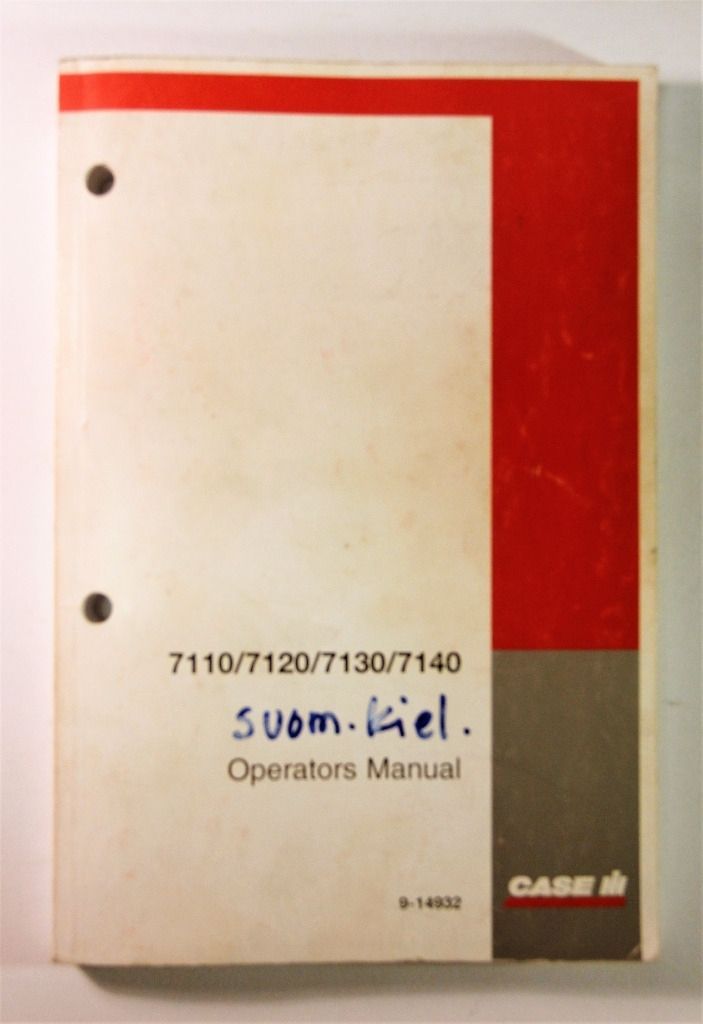 7110/7120/7130/7140
suom. kiel.
Operators Manual
9-14932
CASE IH